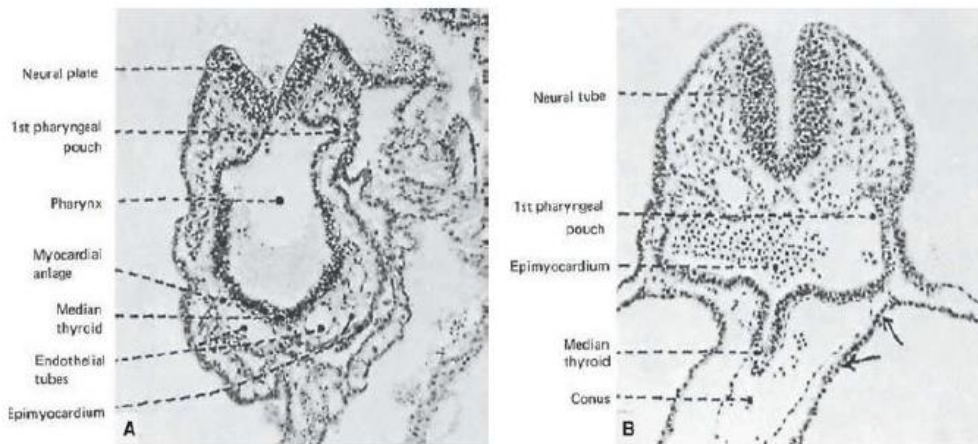 Neural plate
1st pharyngeal
pouch
Pharynx
Myocardial
anlage
Median
thyroid
Endothelial
tubes
Epimyocardium
A
Neural tube
1st pharyngeal
pouch
Epimyocardium
Median
thyroid
Conus
B